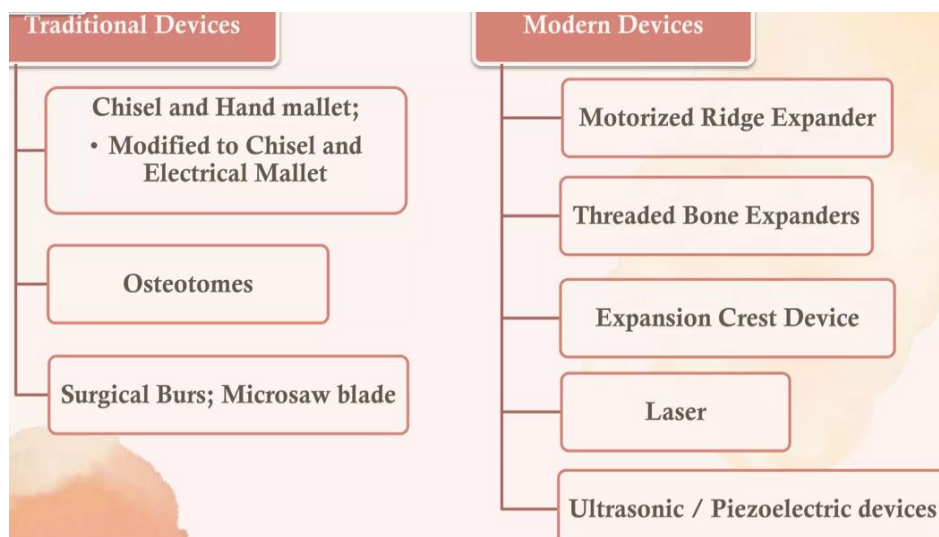 Traditional Devices
Chisel and Hand mallet;
• Modified to Chisel and
Electrical Mallet
Osteotomes
Surgical Burs; Microsaw blade
Modern Devices
Motorized Ridge Expander
Threaded Bone Expanders
Expansion Crest Device
Laser
Ultrasonic / Piezoelectric devices